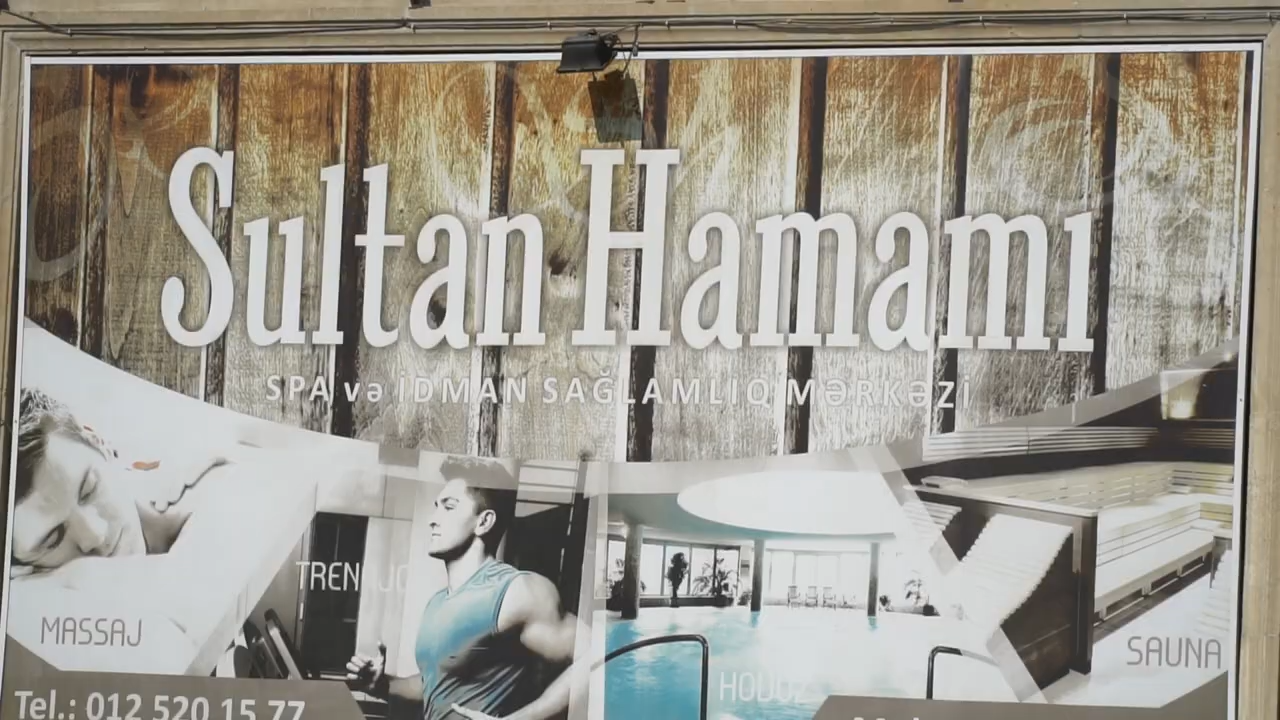 Sultan Hamamı
SPA və İDMAN SAĞLAMLIQ MƏRKƏZİ
MASSAJ
SAUNA
Tel.: 012 520 15 77